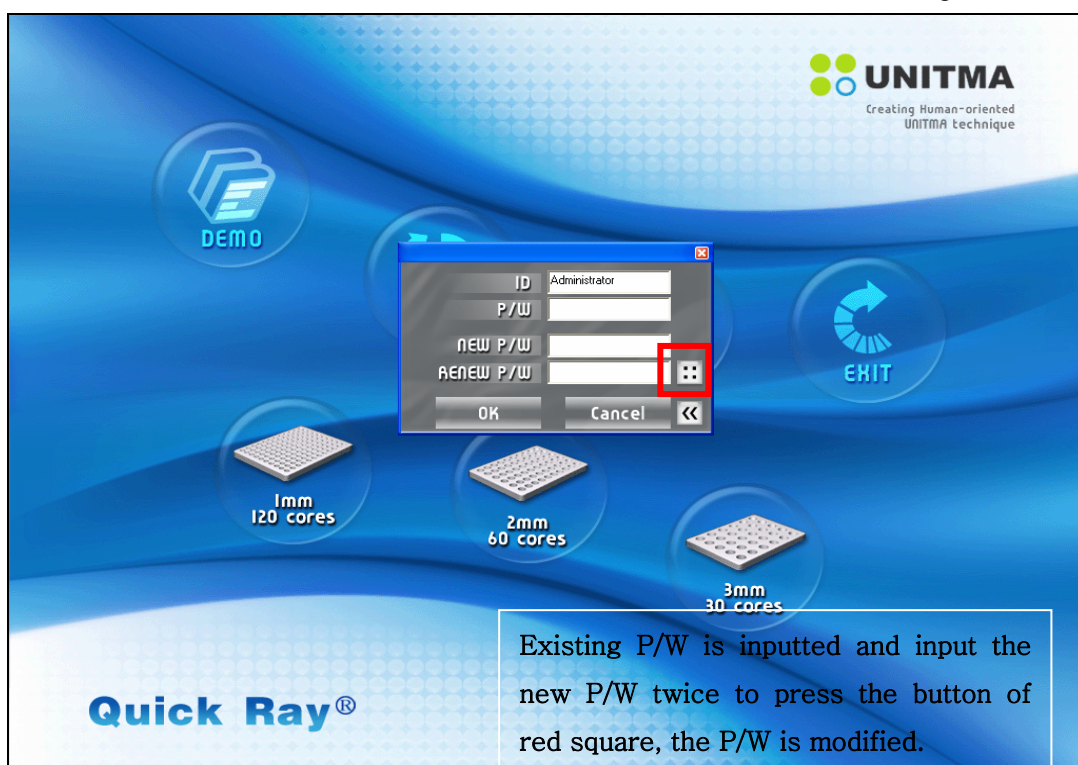 UNITMA
Creating Human-oriented
UNITMA technique
DEMO
ID
Administrator
P/W
NEW P/W
RENEW P/W
OK
Cancel
EXIT
1mm
120 cores
2mm
60 cores
3mm
30 cores
Existing P/W is inputted and input the
new P/W twice to press the button of
red square, the P/W is modified.
Quick Ray®